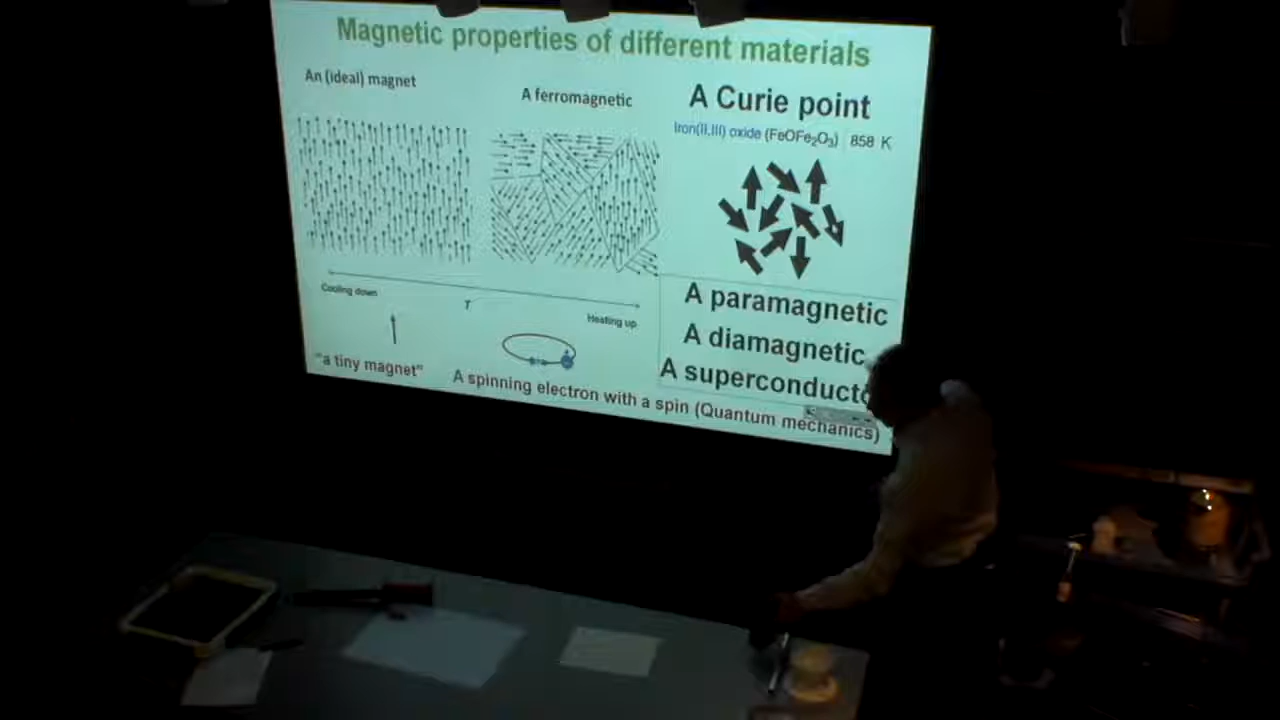 Magnetic properties of different materials
An (ideal) magnet
A ferromagnetic
A Curie point
Iron(II,III) oxide (FeOFe₂O₃) 858 K
Cooling down
T
Heating up
"a tiny magnet"
A spinning electron with a spin (Quantum mechanics)
A paramagnetic
A diamagnetic
A superconducto